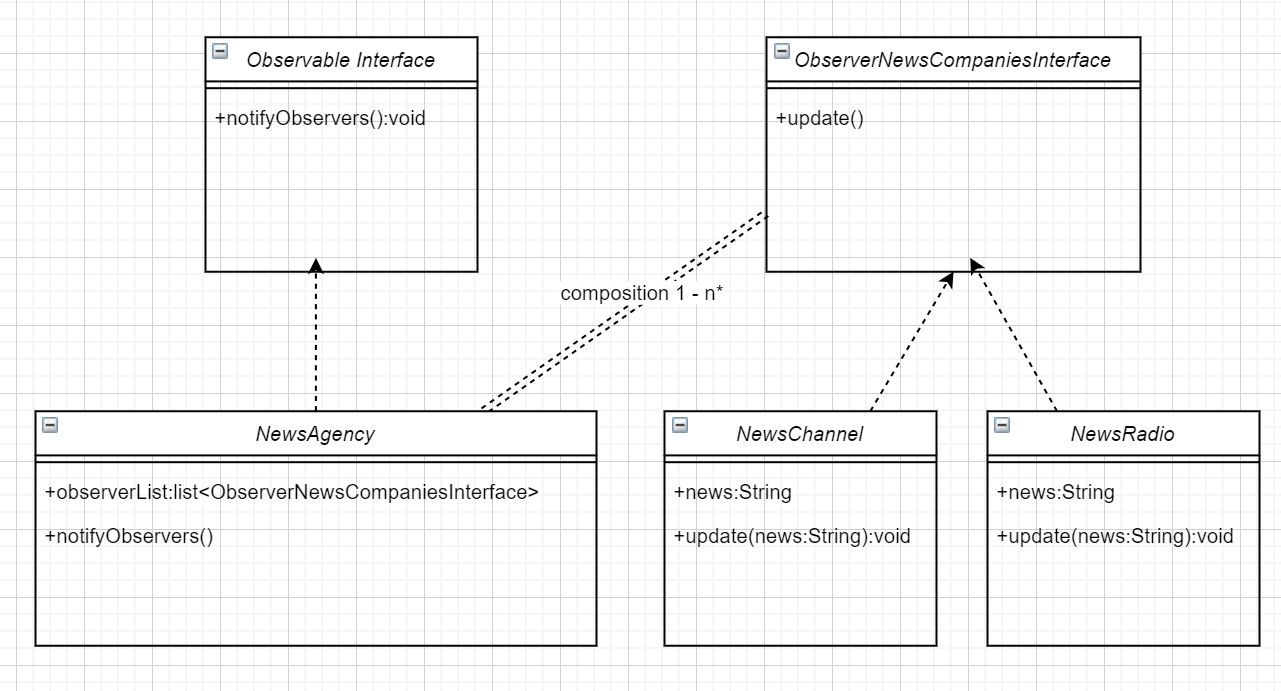 Observable Interface
+notifyObservers():void
ObserverNewsCompaniesInterface
+update()
composition 1 - n*
NewsAgency
+observerList:list<ObserverNewsCompaniesInterface>
+notifyObservers()
NewsChannel
+news:String
+update(news:String):void
NewsRadio
+news:String
+update(news:String):void